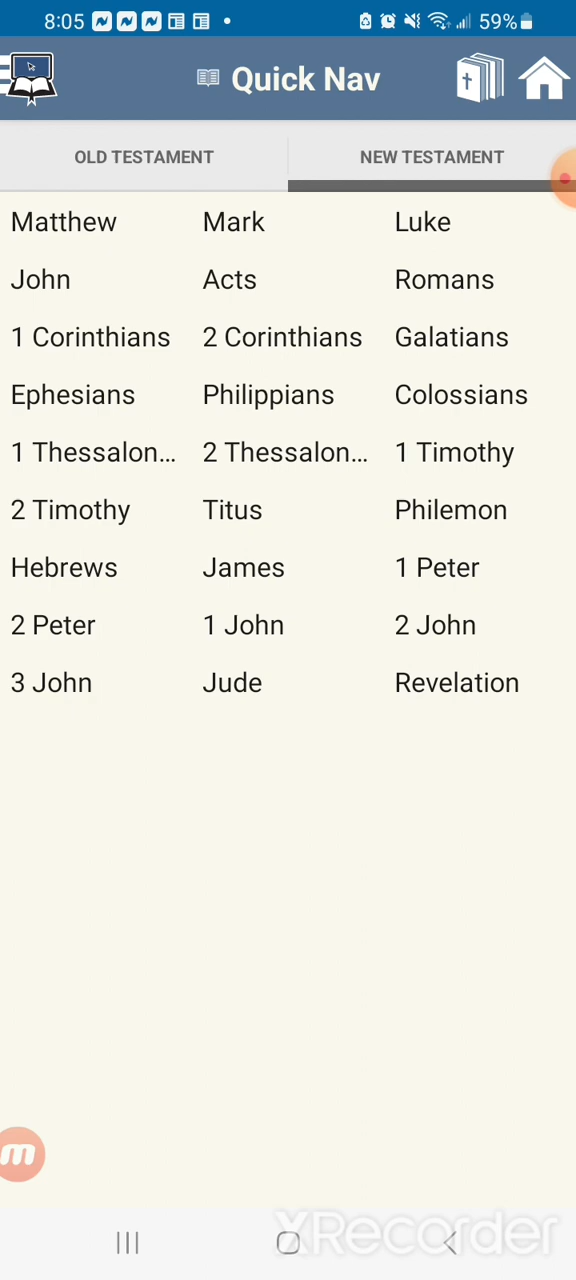 8:05 59%
Quick Nav
OLD TESTAMENT NEW TESTAMENT
Matthew Mark Luke
John Acts Romans
1 Corinthians 2 Corinthians Galatians
Ephesians Philippians Colossians
1 Thessalon... 2 Thessalon... 1 Timothy
2 Timothy Titus Philemon
Hebrews James 1 Peter
2 Peter 1 John 2 John
3 John Jude Revelation
XRecorder